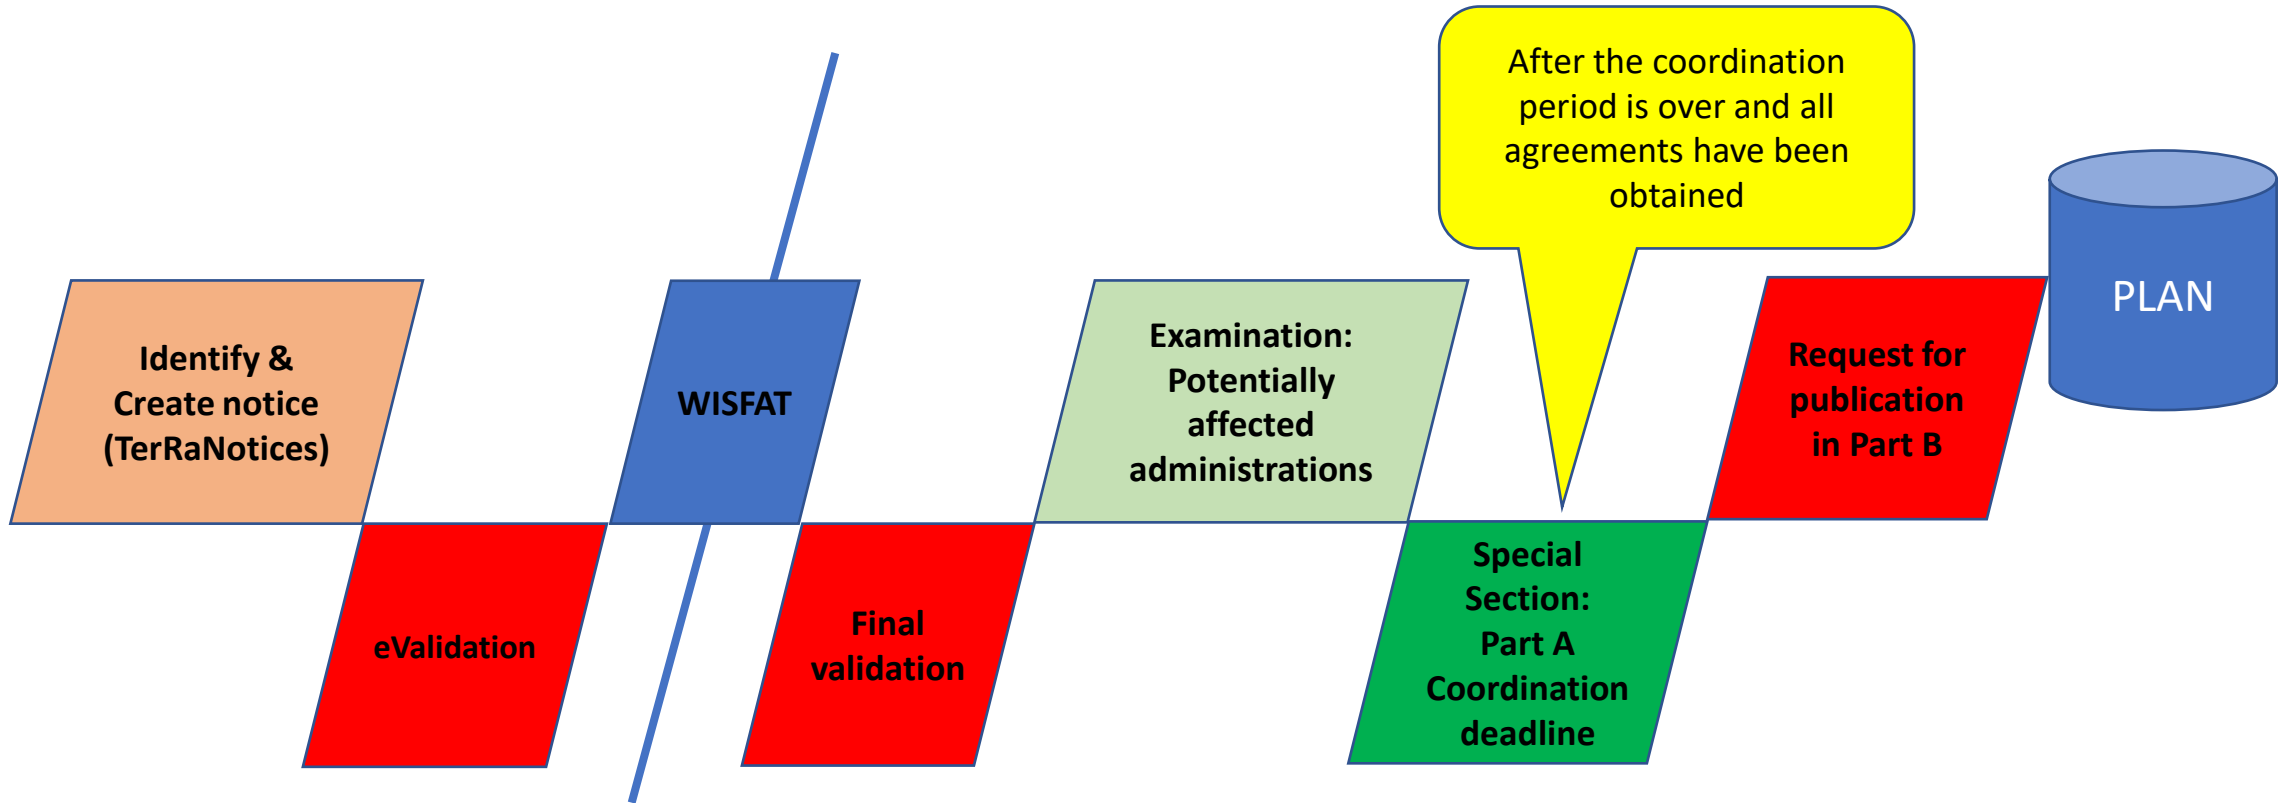 Identify &
Create notice
(TerRaNotices)
eValidation
WISFAT
Final
validation
Examination:
Potentially
affected
administrations
After the coordination
period is over and all
agreements have been
obtained
Special
Section:
Part A
Coordination
deadline
Request for
publication
in Part B
PLAN